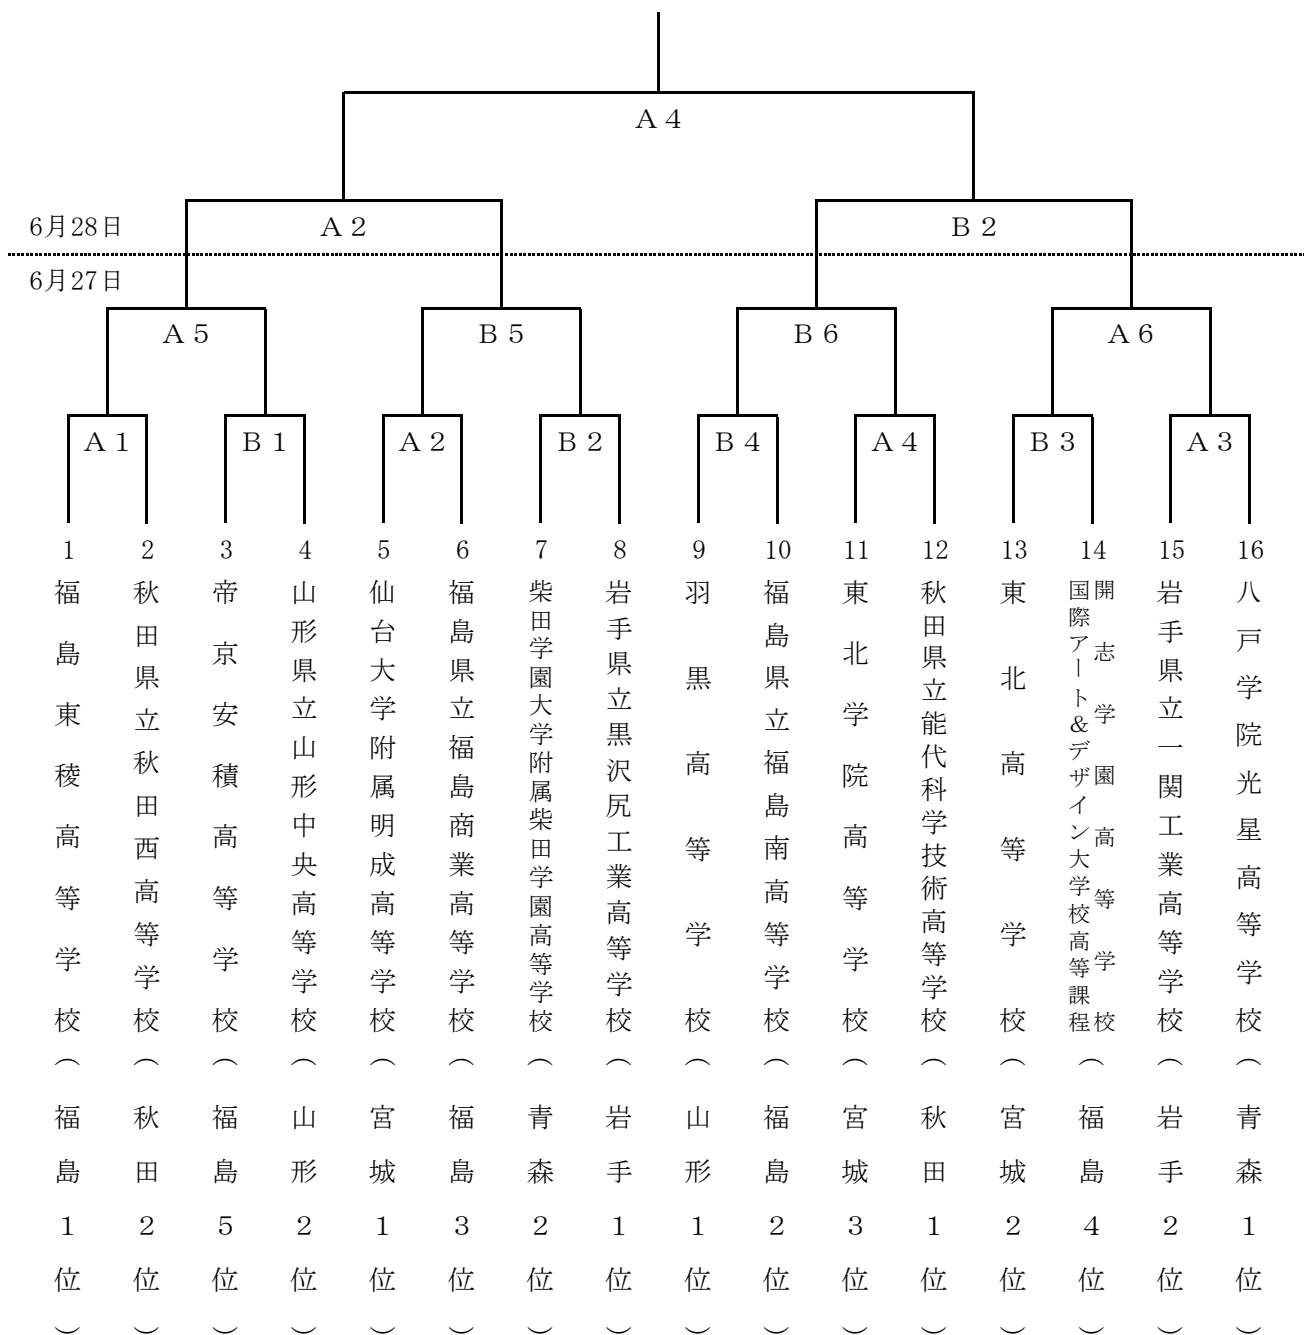 A4
6月28日
A2
B2
6月27日
A5
B5
B6
A6
A1
B1
A2
B2
B4
A4
B3
A3
1
2
3
4
5
6
7
8
9
10
11
12
13
14
15
16
福島東稜高等学校(福島1位)
秋田県立秋田西高等学校(秋田2位)
帝京安積高等学校(福島5位)
山形県立山形中央高等学校(山形2位)
仙台大学附属明成高等学校(宮城1位)
福島県立福島商業高等学校(福島3位)
柴田学園大学附属柴田学園高等学校(青森2位)
岩手県立黒沢尻工業高等学校(岩手1位)
羽黒高等学校(山形1位)
福島県立福島南高等学校(福島2位)
東北学院高等学校(宮城3位)
秋田県立能代科学技術高等学校(秋田1位)
東北高等学校(宮城2位)
開志学園高等学校
国際アート&デザイン大学校高等課程
(福島4位)
岩手県立一関工業高等学校(岩手2位)
八戸学院光星高等学校(青森1位)